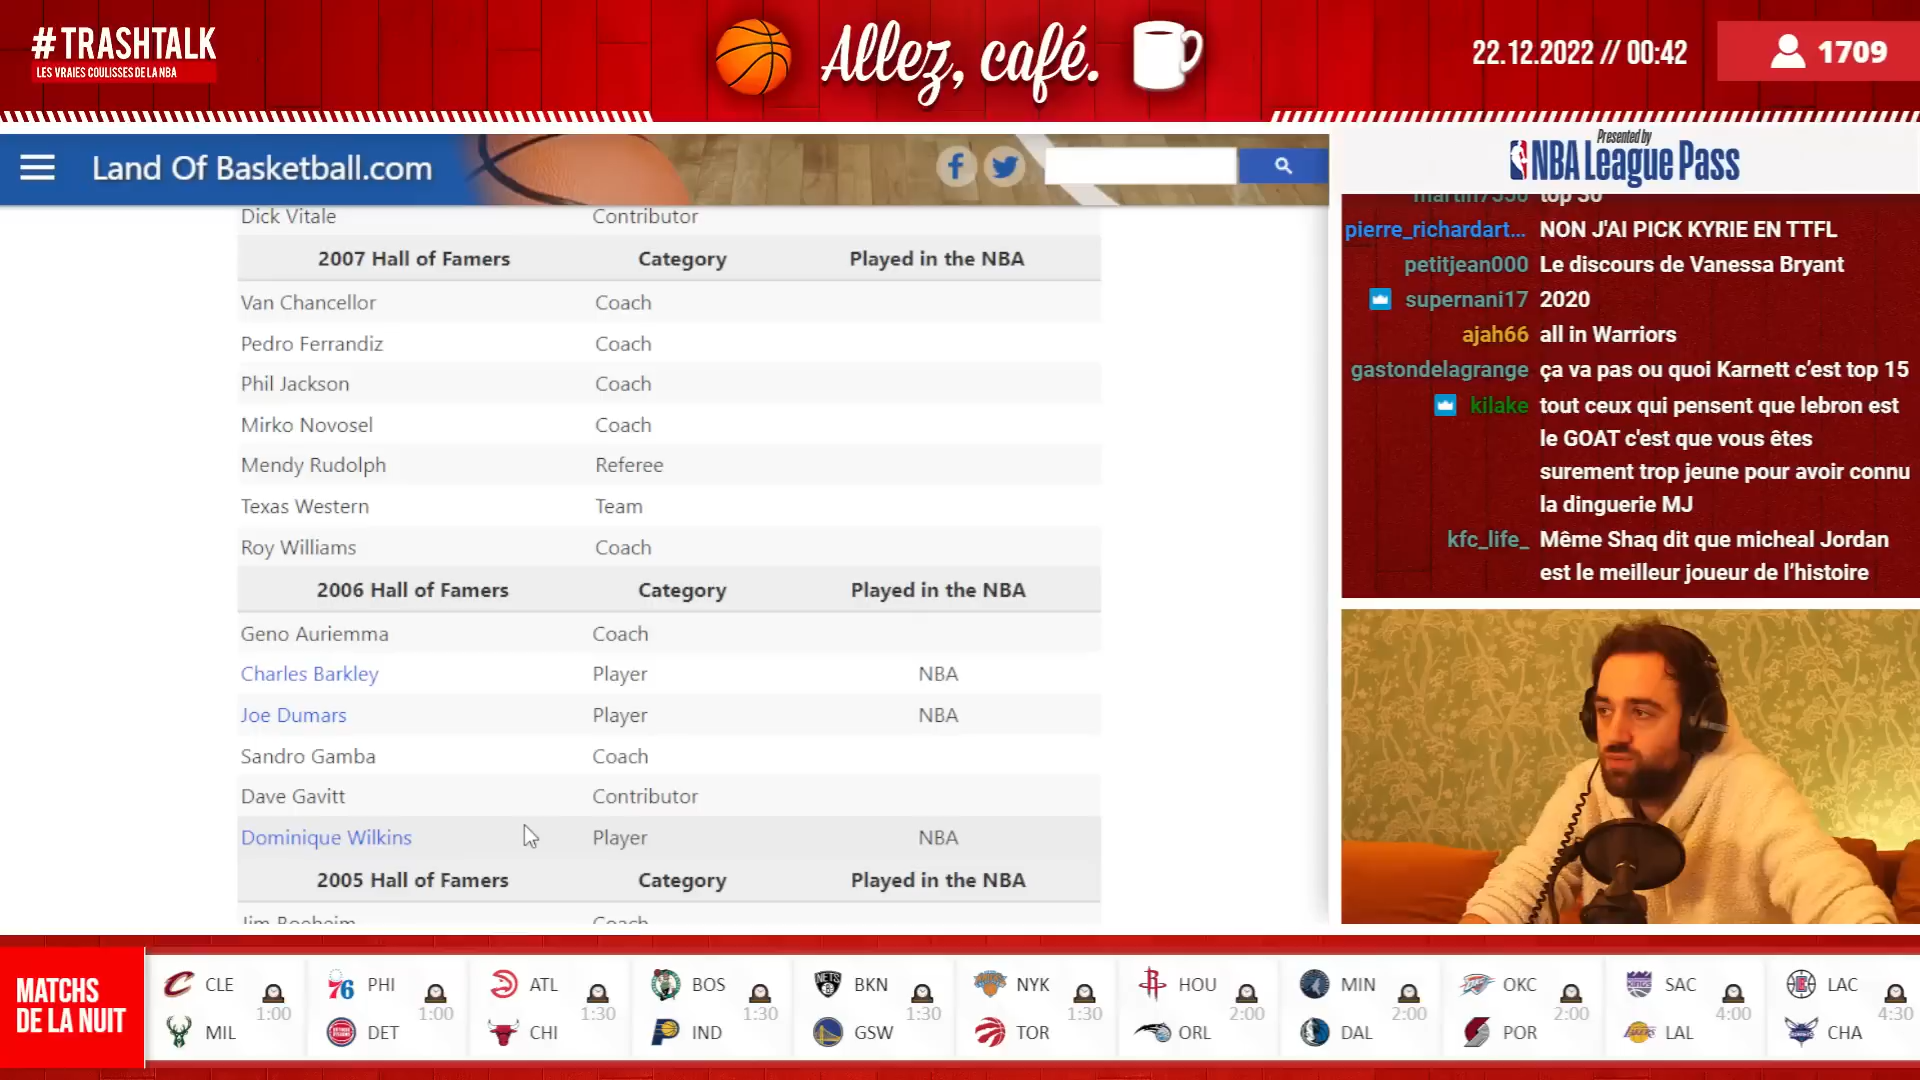 #TRASHTALK
LES VRAIES COULISSES DE LA NBA
Allez, café.
22.12.2022 // 00:42
1709
Land Of Basketball.com
Presented by
NBA League Pass
Dick Vitale Contributor
2007 Hall of Famers Category Played in the NBA
Van Chancellor Coach
Pedro Ferrandiz Coach
Phil Jackson Coach
Mirko Novosel Coach
Mendy Rudolph Referee
Texas Western Team
Roy Williams Coach
2006 Hall of Famers Category Played in the NBA
Geno Auriemma Coach
Charles Barkley Player NBA
Joe Dumars Player NBA
Sandro Gamba Coach
Dave Gavitt Contributor
Dominique Wilkins Player NBA
2005 Hall of Famers Category Played in the NBA
Jim Boeheim Coach
top 30
pierre_richardart... NON J'AI PICK KYRIE EN TTFL
petitjean000 Le discours de Vanessa Bryant
supernani17 2020
ajah66 all in Warriors
gastondelagrange ça va pas ou quoi Karnett c’est top 15
kilake tout ceux qui pensent que lebron est
le GOAT c'est que vous êtes
surement trop jeune pour avoir connu
la dinguerie MJ
kfc_life_ Même Shaq dit que micheal Jordan
est le meilleur joueur de l’histoire
MATCHS
DE LA NUIT
CLE
MIL
1:00
PHI
DET
1:00
ATL
CHI
1:30
BOS
IND
1:30
BKN
GSW
1:30
NYK
TOR
1:30
HOU
ORL
2:00
MIN
DAL
2:00
OKC
POR
2:00
SAC
LAL
4:00
LAC
CHA
4:30